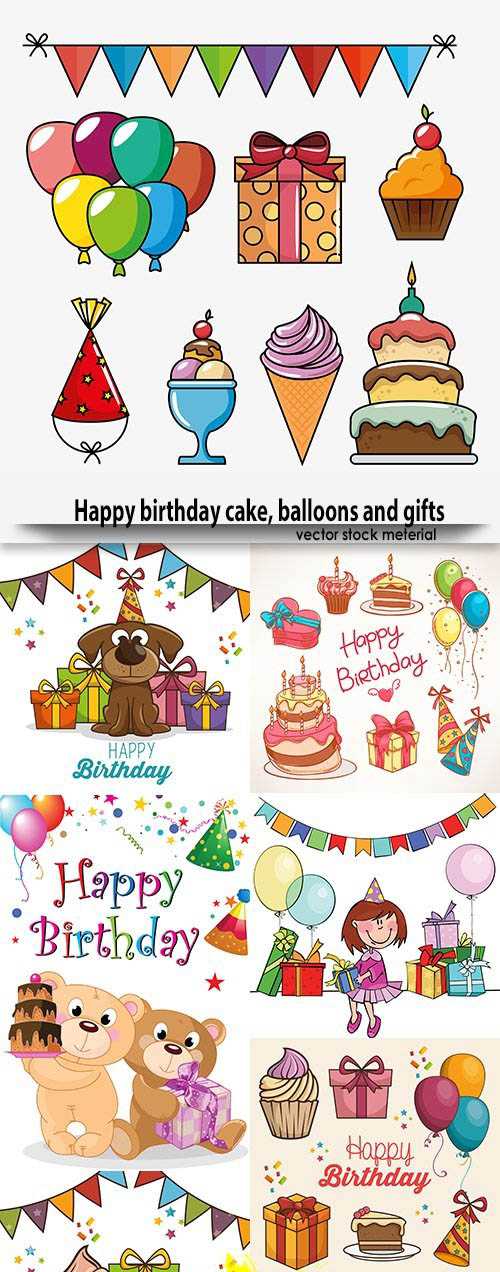 Happy birthday cake, balloons and gifts
vector stock meterial
HAPPY
Birthday
Happy
Birthday
Happy
Birthday
Happy
Birthday